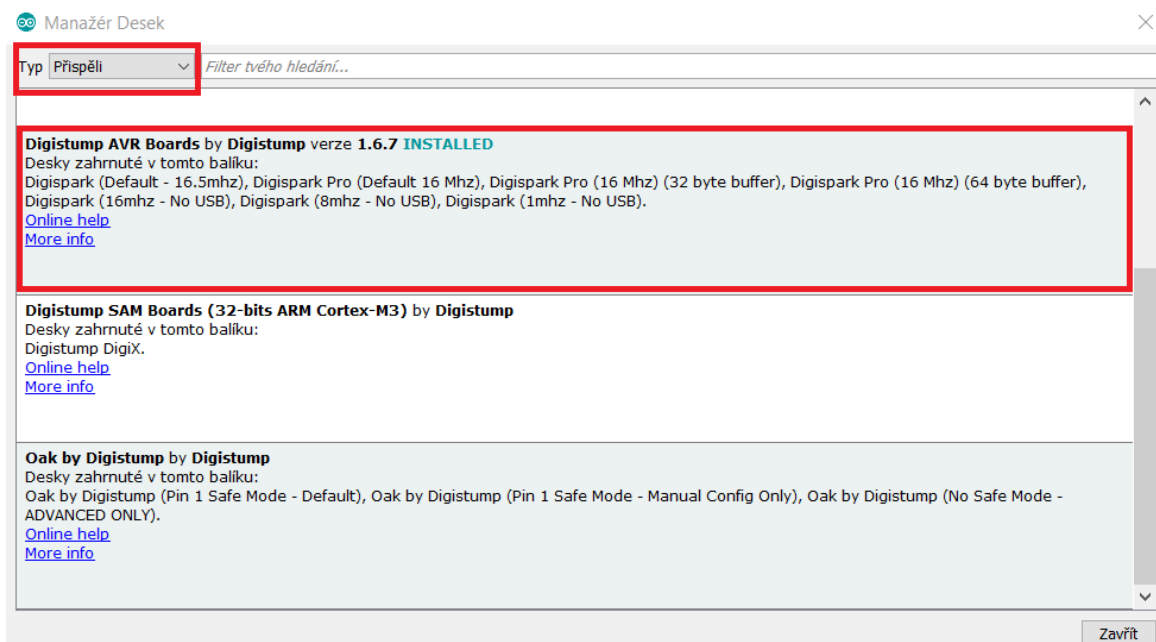 Manažér Desek
Typ Přispěli Filter tvého hledání...
Digistump AVR Boards by Digistump verze 1.6.7 INSTALLED
Desky zahrnuté v tomto balíku:
Digispark (Default - 16.5mhz), Digispark Pro (Default 16 Mhz), Digispark Pro (16 Mhz) (32 byte buffer), Digispark Pro (16 Mhz) (64 byte buffer),
Digispark (16mhz - No USB), Digispark (8mhz - No USB), Digispark (1mhz - No USB).
Online help
More info
Digistump SAM Boards (32-bits ARM Cortex-M3) by Digistump
Desky zahrnuté v tomto balíku:
Digistump DigiX.
Online help
More info
Oak by Digistump by Digistump
Desky zahrnuté v tomto balíku:
Oak by Digistump (Pin 1 Safe Mode - Default), Oak by Digistump (Pin 1 Safe Mode - Manual Config Only), Oak by Digistump (No Safe Mode -
ADVANCED ONLY).
Online help
More info
Zavřít